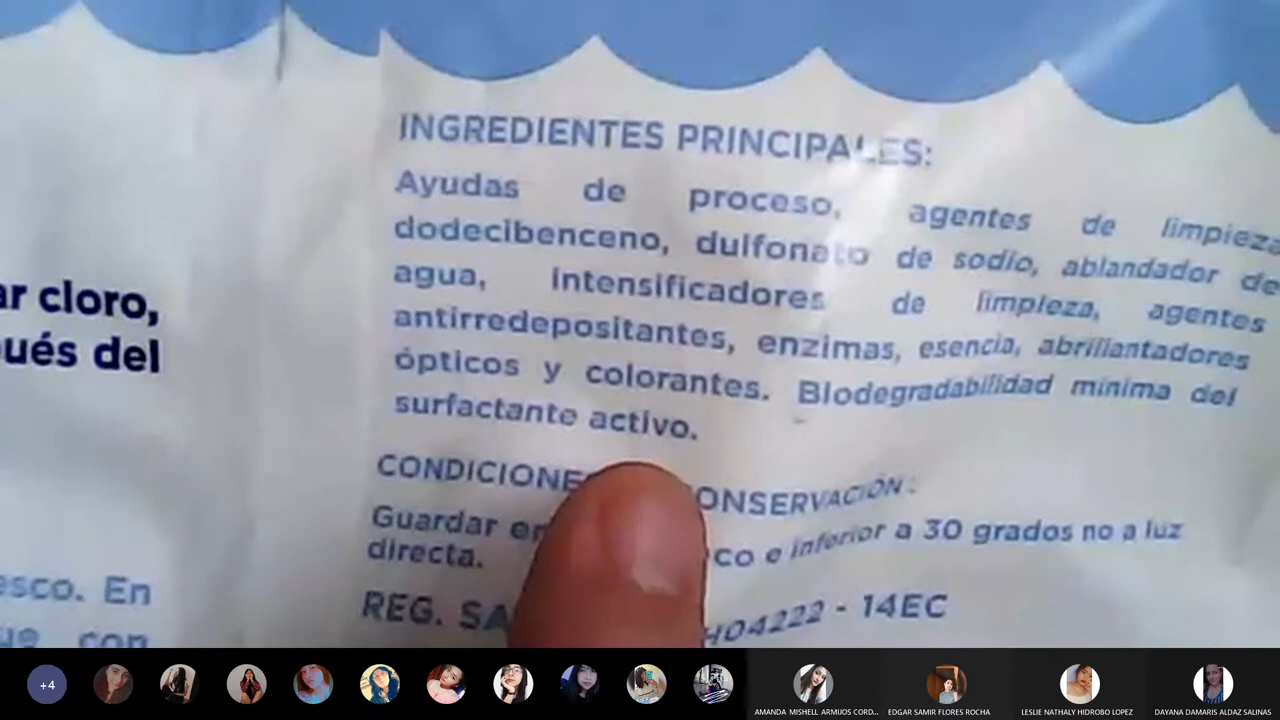 INGREDIENTES PRINCIPALES:
Ayudas de proceso, agentes de limpieza
dodecibenceno, dulfonato de sodio, ablandador de
agua, intensificadores de limpieza, agentes
antirredepositantes, enzimas, esencia, abrillantadores
ópticos y colorantes. Biodegradabilidad mínima del
surfactante activo.
CONDICIONE ONSERVACIÓN:
Guardar en co e inferior a 30 grados no a luz
directa.
REG. SA H04222 - 14EC
ar cloro,
ués del
esco. En
ue con
+4
AMANDA MISHELL ARMIJOS CORD...
EDGAR SAMIR FLORES ROCHA
LESLIE NATHALY HIDROBO LOPEZ
DAYANA DAMARIS ALDAZ SALINAS